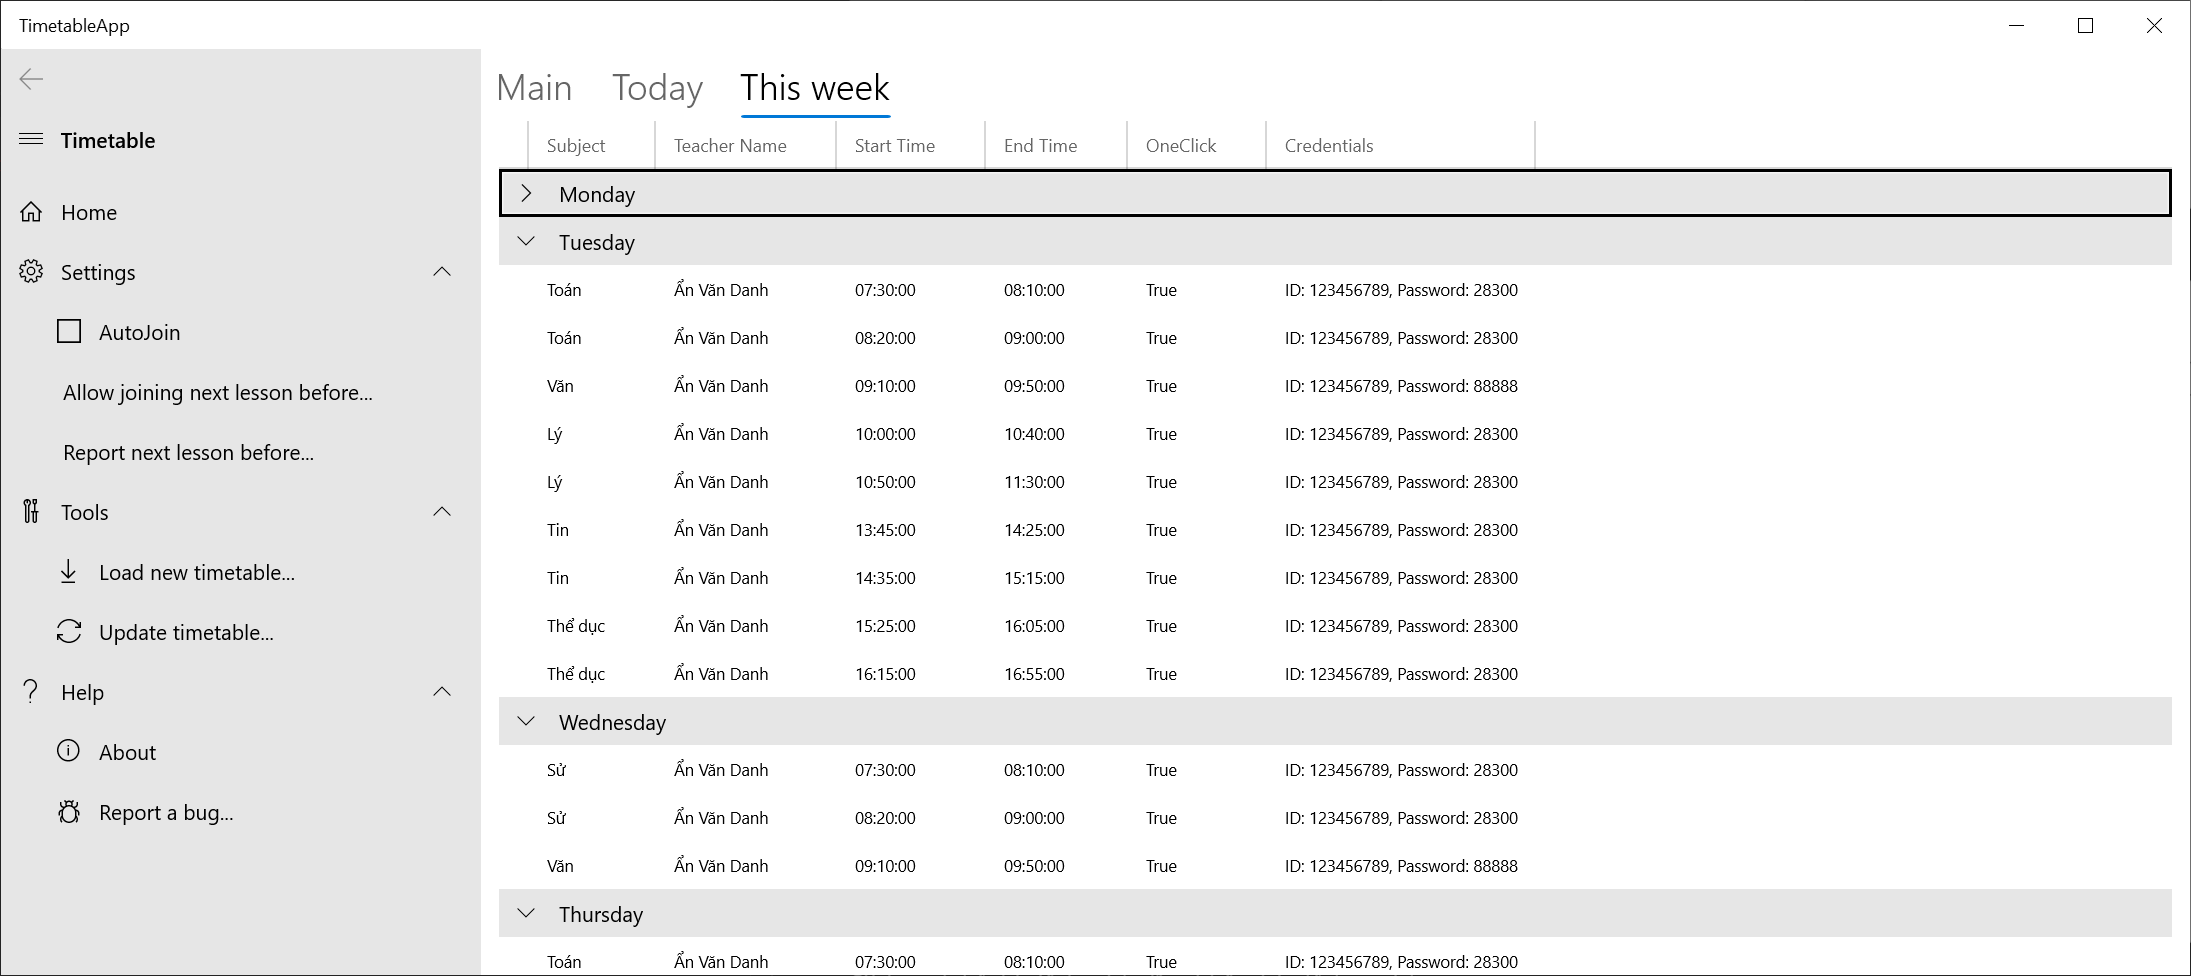 TimetableApp
Timetable
Home
Settings
AutoJoin
Allow joining next lesson before...
Report next lesson before...
Tools
Load new timetable...
Update timetable...
Help
About
Report a bug...
Main Today This week
Subject Teacher Name Start Time End Time OneClick Credentials
Monday
Tuesday
Toán Ẩn Văn Danh 07:30:00 08:10:00 True ID: 123456789, Password: 28300
Toán Ẩn Văn Danh 08:20:00 09:00:00 True ID: 123456789, Password: 28300
Văn Ẩn Văn Danh 09:10:00 09:50:00 True ID: 123456789, Password: 88888
Lý Ẩn Văn Danh 10:00:00 10:40:00 True ID: 123456789, Password: 28300
Lý Ẩn Văn Danh 10:50:00 11:30:00 True ID: 123456789, Password: 28300
Tin Ẩn Văn Danh 13:45:00 14:25:00 True ID: 123456789, Password: 28300
Tin Ẩn Văn Danh 14:35:00 15:15:00 True ID: 123456789, Password: 28300
Thể dục Ẩn Văn Danh 15:25:00 16:05:00 True ID: 123456789, Password: 28300
Thể dục Ẩn Văn Danh 16:15:00 16:55:00 True ID: 123456789, Password: 28300
Wednesday
Sử Ẩn Văn Danh 07:30:00 08:10:00 True ID: 123456789, Password: 28300
Sử Ẩn Văn Danh 08:20:00 09:00:00 True ID: 123456789, Password: 28300
Văn Ẩn Văn Danh 09:10:00 09:50:00 True ID: 123456789, Password: 88888
Thursday
Toán Ẩn Văn Danh 07:30:00 08:10:00 True ID: 123456789, Password: 28300